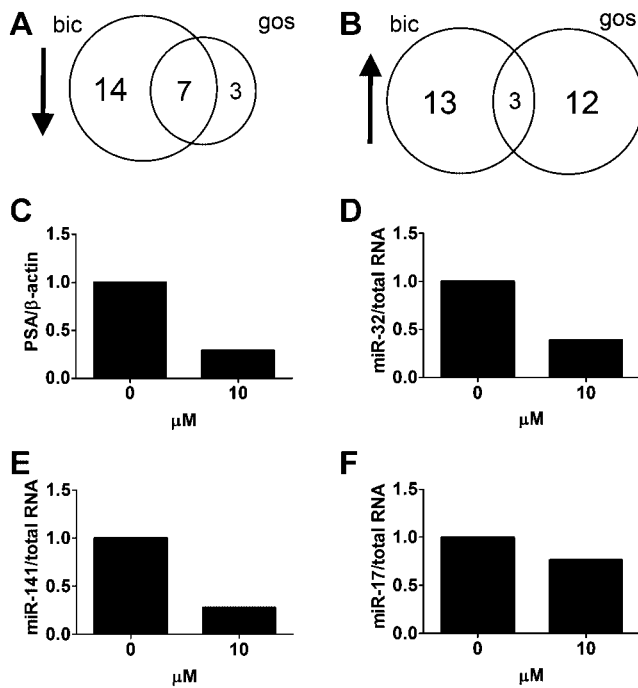 A bic gos
14 7 3
B bic gos
13 3 12
C
PSA/β-actin
1.5
1.0
0.5
0.0
0 10
μM
D
miR-32/total RNA
1.5
1.0
0.5
0.0
0 10
μM
E
miR-141/total RNA
1.5
1.0
0.5
0.0
0 10
μM
F
miR-17/total RNA
1.5
1.0
0.5
0.0
0 10
μM